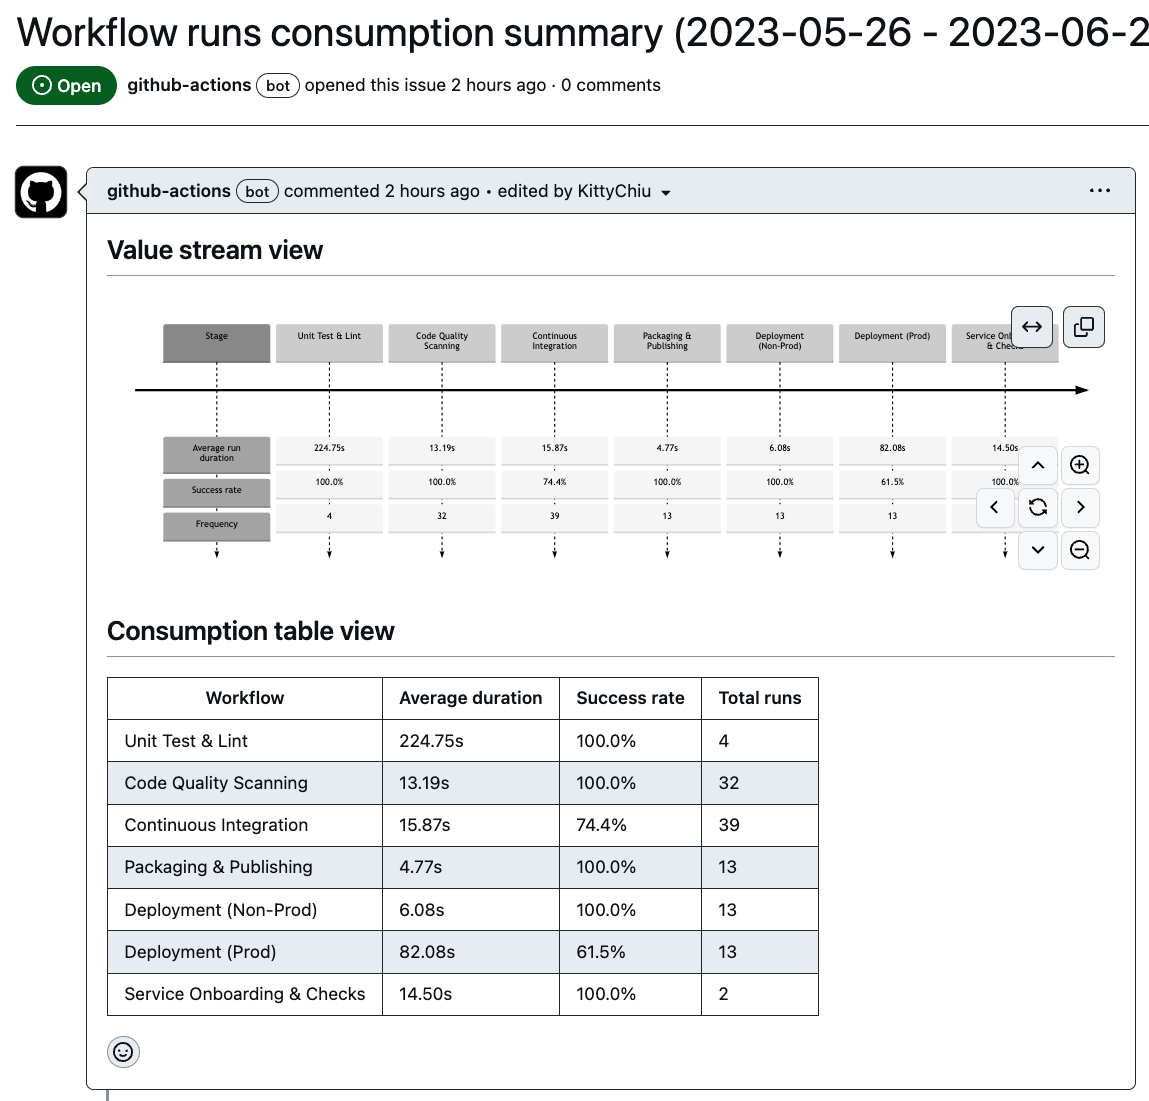 Workflow runs consumption summary (2023-05-26 - 2023-06-2
Open github-actions bot opened this issue 2 hours ago · 0 comments
github-actions bot commented 2 hours ago • edited by KittyChiu
Value stream view
Stage Unit Test & Lint Code Quality Scanning Continuous Integration Packaging & Publishing Deployment (Non-Prod) Deployment (Prod) Service & 
Average run duration 224.75s 13.19s 15.87s 4.77s 6.08s 82.08s 14.50s
Success rate 100.0% 100.0% 74.4% 100.0% 100.0% 61.5% 100.0%
Frequency 4 32 39 13 13 13
Consumption table view
Workflow Average duration Success rate Total runs
Unit Test & Lint 224.75s 100.0% 4
Code Quality Scanning 13.19s 100.0% 32
Continuous Integration 15.87s 74.4% 39
Packaging & Publishing 4.77s 100.0% 13
Deployment (Non-Prod) 6.08s 100.0% 13
Deployment (Prod) 82.08s 61.5% 13
Service Onboarding & Checks 14.50s 100.0% 2